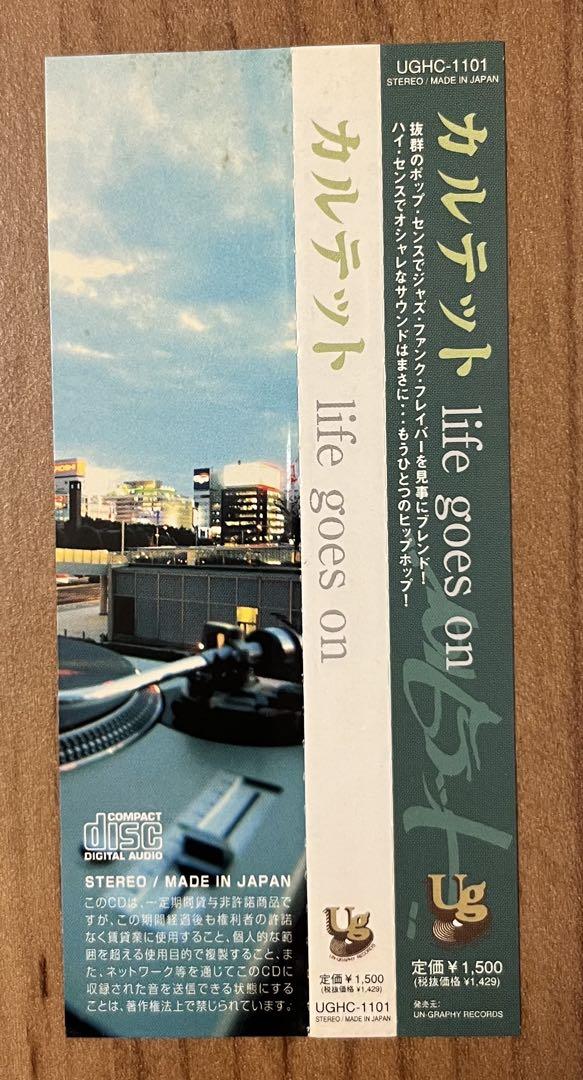 UGHC-1101
STEREO / MADE IN JAPAN
カルテット life goes on
抜群のポップ・センスでジャズ・ファンク・フレイバーを見事にブレンド！
ハイ・センスでオシャレなサウンドはまさに・・・もうひとつのヒップホップ！
Ug
定価￥1,500
(税抜価格￥1,429)
発売元:
UN-GRAPHY RECORDS
カルテット life goes on
Ug
UN-GRAPHY RECORDS
定価￥1,500
(税抜価格￥1,429)
UGHC-1101
STEREO / MADE IN JAPAN
COMPACT
disc
DIGITAL AUDIO
STEREO / MADE IN JAPAN
このCDは、一定期間貸与非許諾商品で
すが、この期間経過後も権利者の許諾
なく賃貸業に使用すること、個人的な範
囲を超える使用目的で複製すること、ま
た、ネットワーク等を通じてこのCDに
収録された音を送信できる状態にする
ことは、著作権法上で禁じられています。